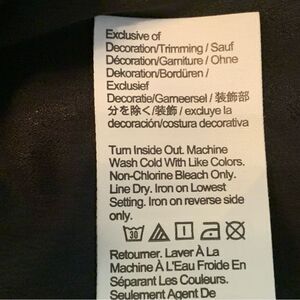 Exclusive of
Decoration/Trimming / Sauf
Décoration/Garniture / Ohne
Dekoration/Bordüren /
Exclusief
Decoratie/Gameersel / 装飾部
分を除く/装飾 / excluye la
decoración/costura decorativa
Turn Inside Out. Machine
Wash Cold With Like Colors.
Non-Chlorine Bleach Only.
Line Dry. Iron on Lowest
Setting. Iron on reverse side
only.
30
Retourner. Laver À La
Machine À L'Eau Froide En
Séparant Les Couleurs.
Seulement Agent De